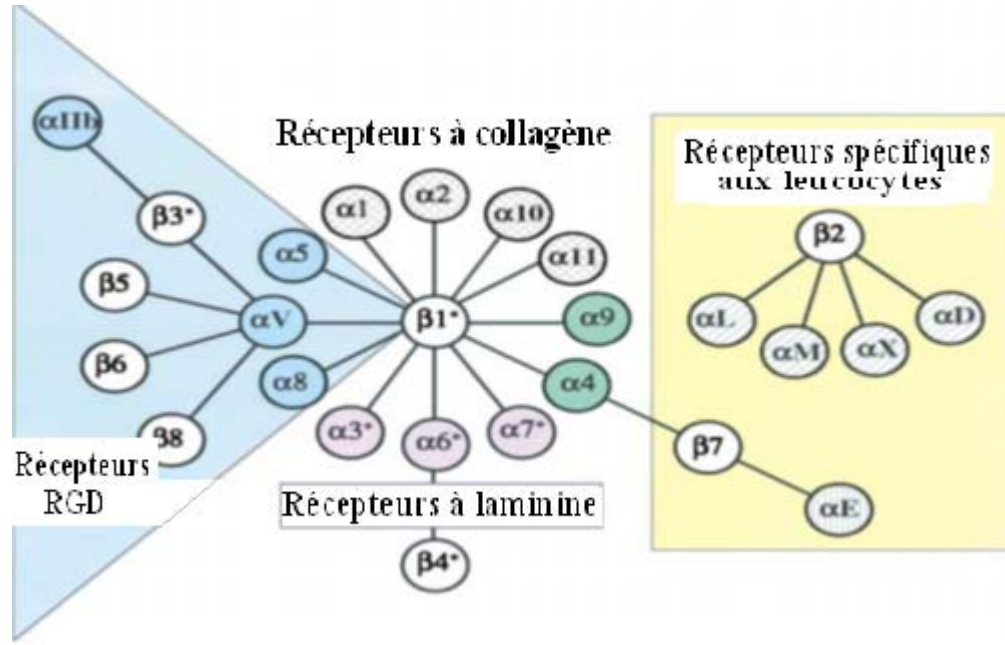 αIIb
β3*
β5
β6
β8
αV
α5
α8
Récepteurs
RGD
Récepteurs à collagène
α1
α2
α10
α11
β1*
α9
α4
α3*
α6*
α7*
Récepteurs à laminine
β4*
Récepteurs spécifiques
aux leucocytes
β2
αL
αM
αX
αD
β7
αE